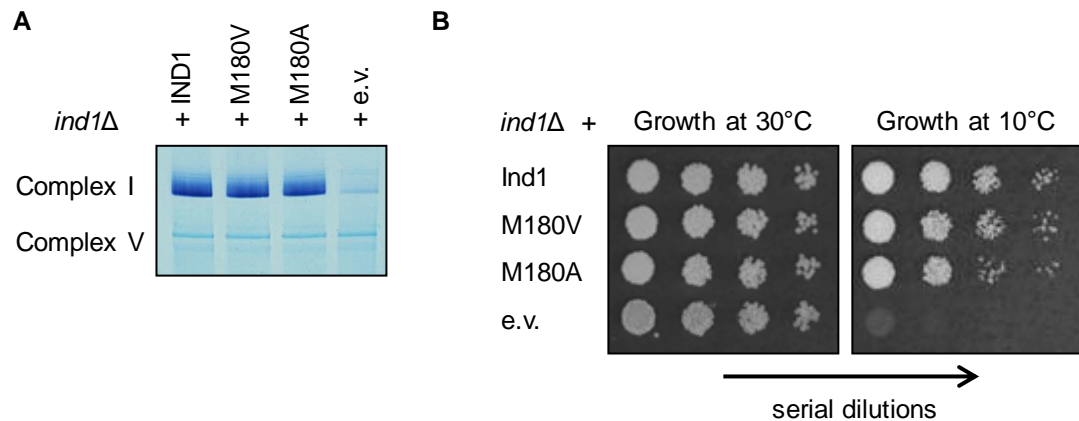 A
+ IND1
+ M180V
+ M180A
+ e.v.
ind1Δ
Complex I
Complex V
B
ind1Δ +
Growth at 30°C
Growth at 10°C
Ind1
M180V
M180A
e.v.
serial dilutions